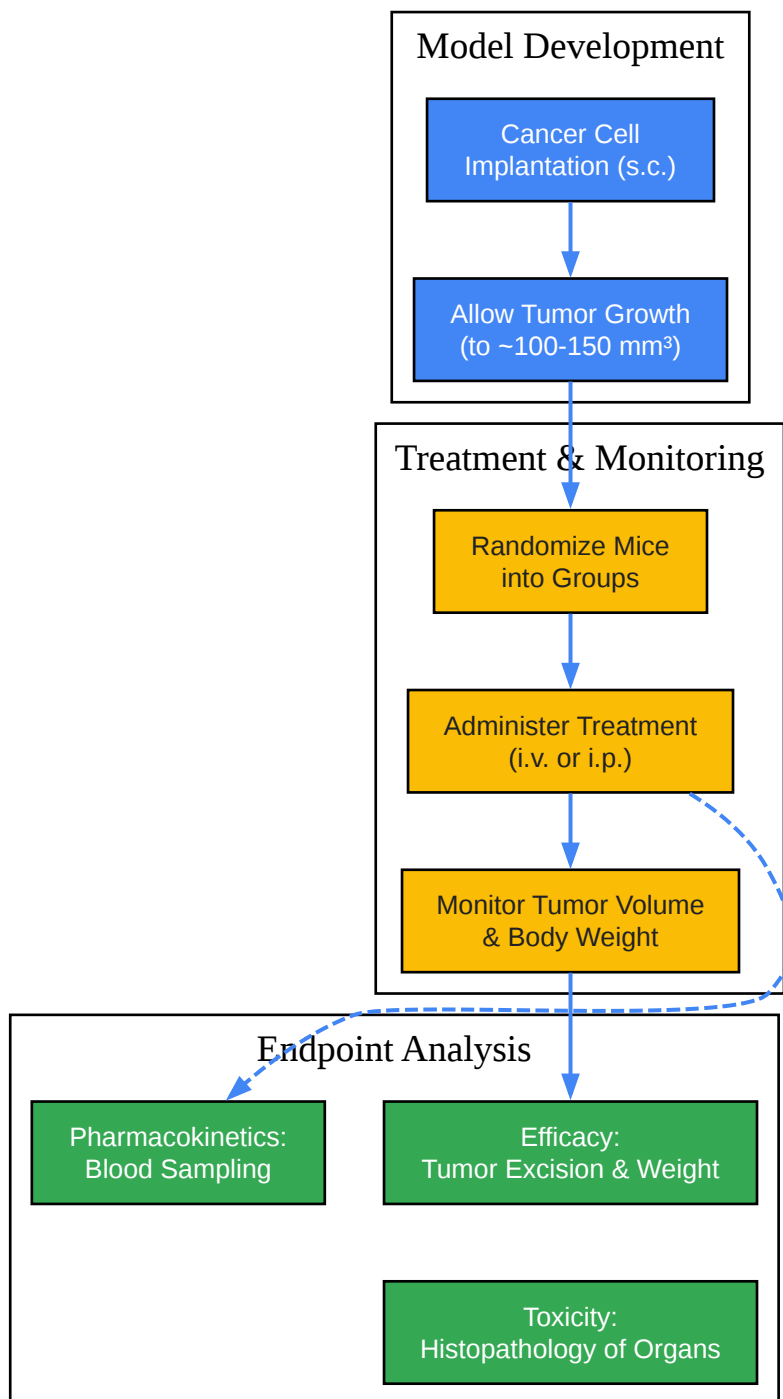 Model Development
Cancer Cell
Implantation (s.c.)
Allow Tumor Growth
(to ~100-150 mm³)
Treatment & Monitoring
Randomize Mice
into Groups
Administer Treatment
(i.v. or i.p.)
Monitor Tumor Volume
& Body Weight
Endpoint Analysis
Pharmacokinetics:
Blood Sampling
Efficacy:
Tumor Excision & Weight
Toxicity:
Histopathology of Organs